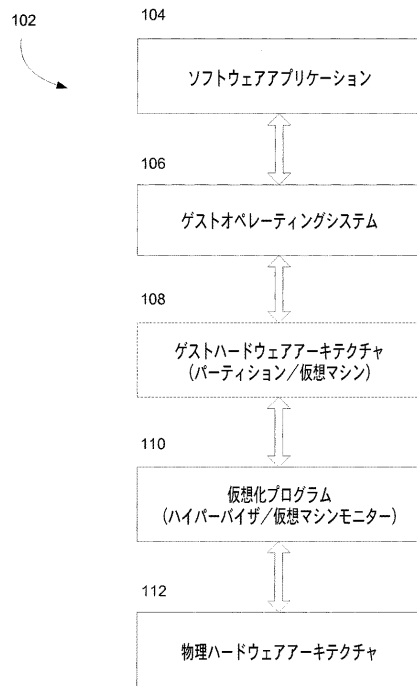 102
104
ソフトウェアアプリケーション
106
ゲストオペレーティングシステム
108
ゲストハードウェアアーキテクチャ
(パーティション/仮想マシン)
110
仮想化プログラム
(ハイパーバイザ/仮想マシンモニター)
112
物理ハードウェアアーキテクチャ